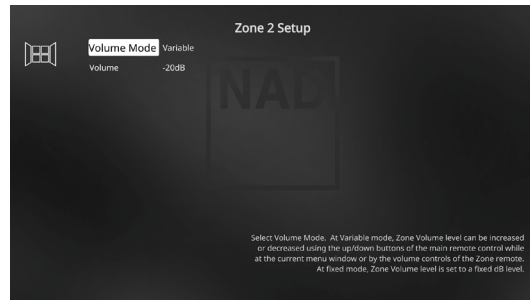 Zone 2 Setup
Volume Mode Variable
Volume -20dB
NAD
Select Volume Mode. At Variable mode, Zone Volume level can be increased
or decreased using the up/down buttons of the main remote control while
at the current menu window or by the volume controls of the Zone remote.
At fixed mode, Zone Volume level is set to a fixed dB level.